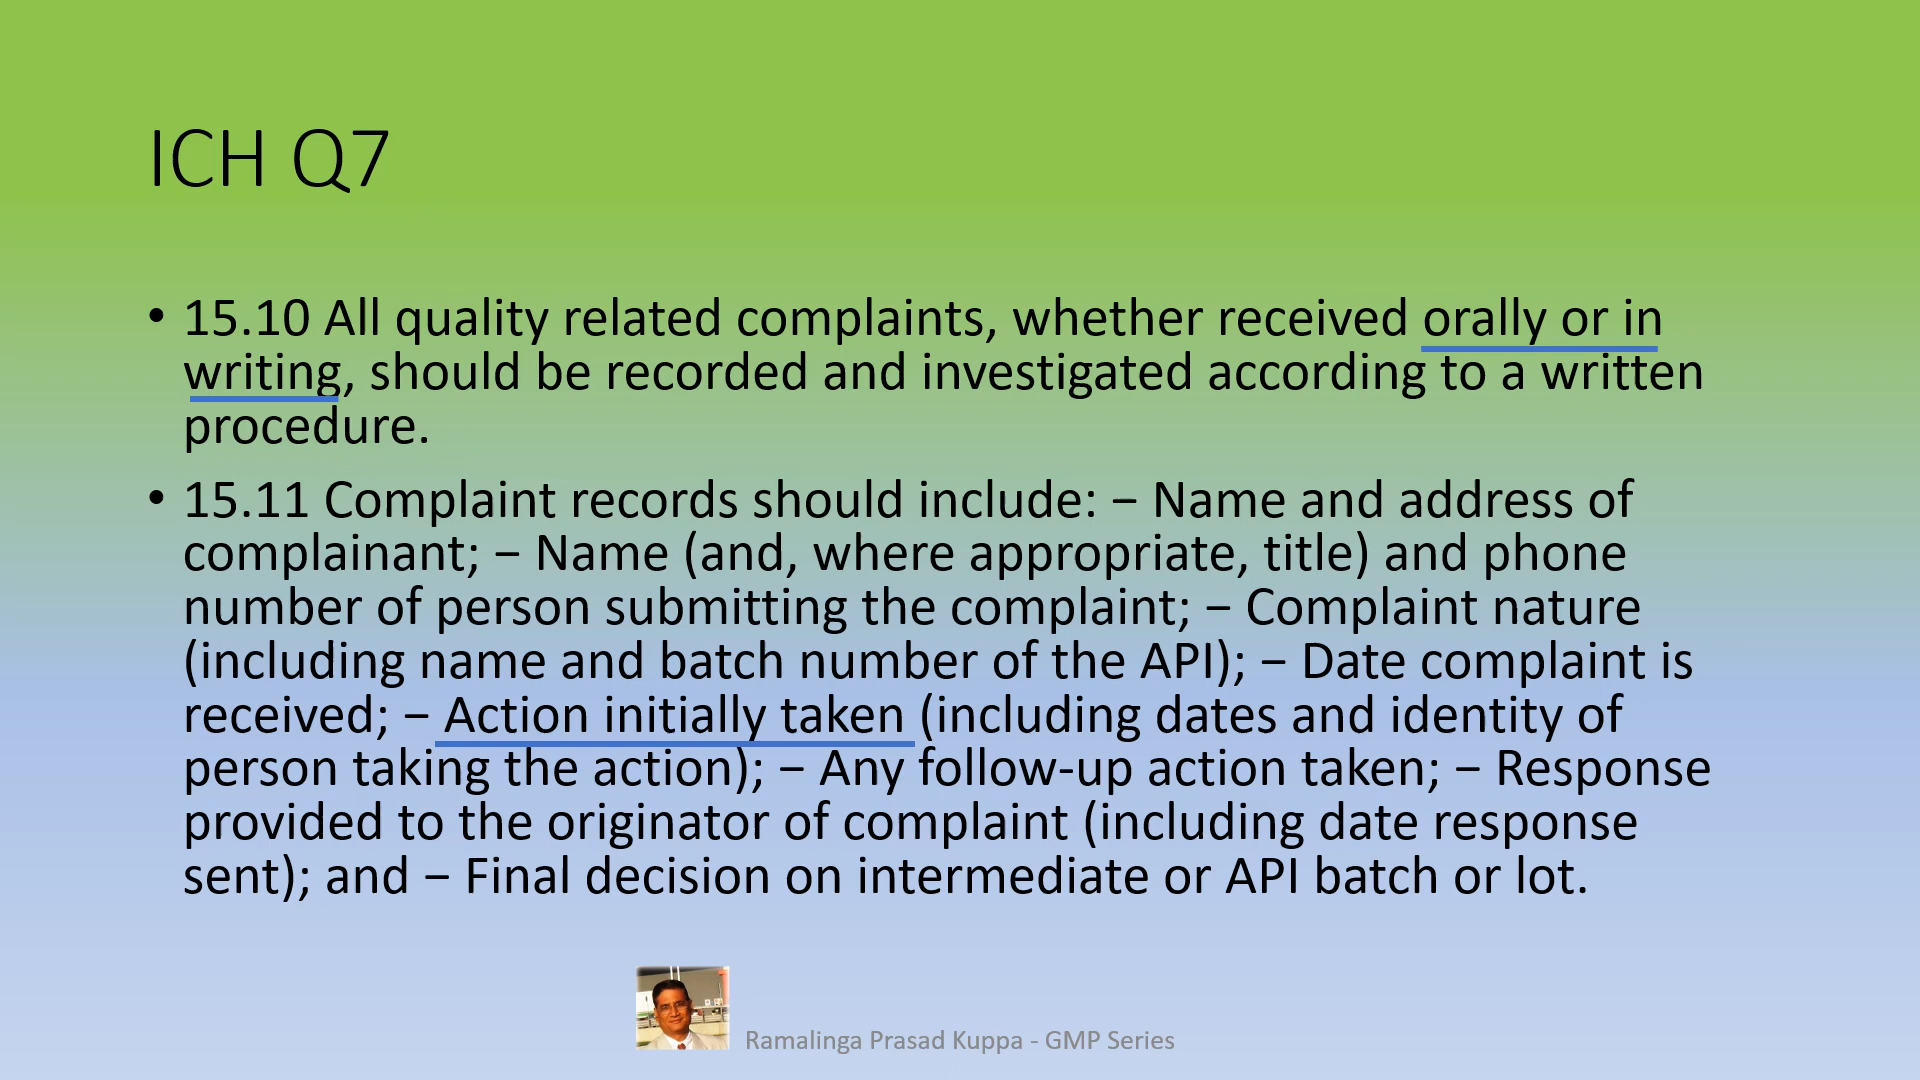 ICH Q7
• 15.10 All quality related complaints, whether received orally or in
writing, should be recorded and investigated according to a written
procedure.
• 15.11 Complaint records should include: − Name and address of
complainant; − Name (and, where appropriate, title) and phone
number of person submitting the complaint; − Complaint nature
(including name and batch number of the API); − Date complaint is
received; − Action initially taken (including dates and identity of
person taking the action); − Any follow-up action taken; − Response
provided to the originator of complaint (including date response
sent); and − Final decision on intermediate or API batch or lot.
Ramalinga Prasad Kuppa - GMP Series